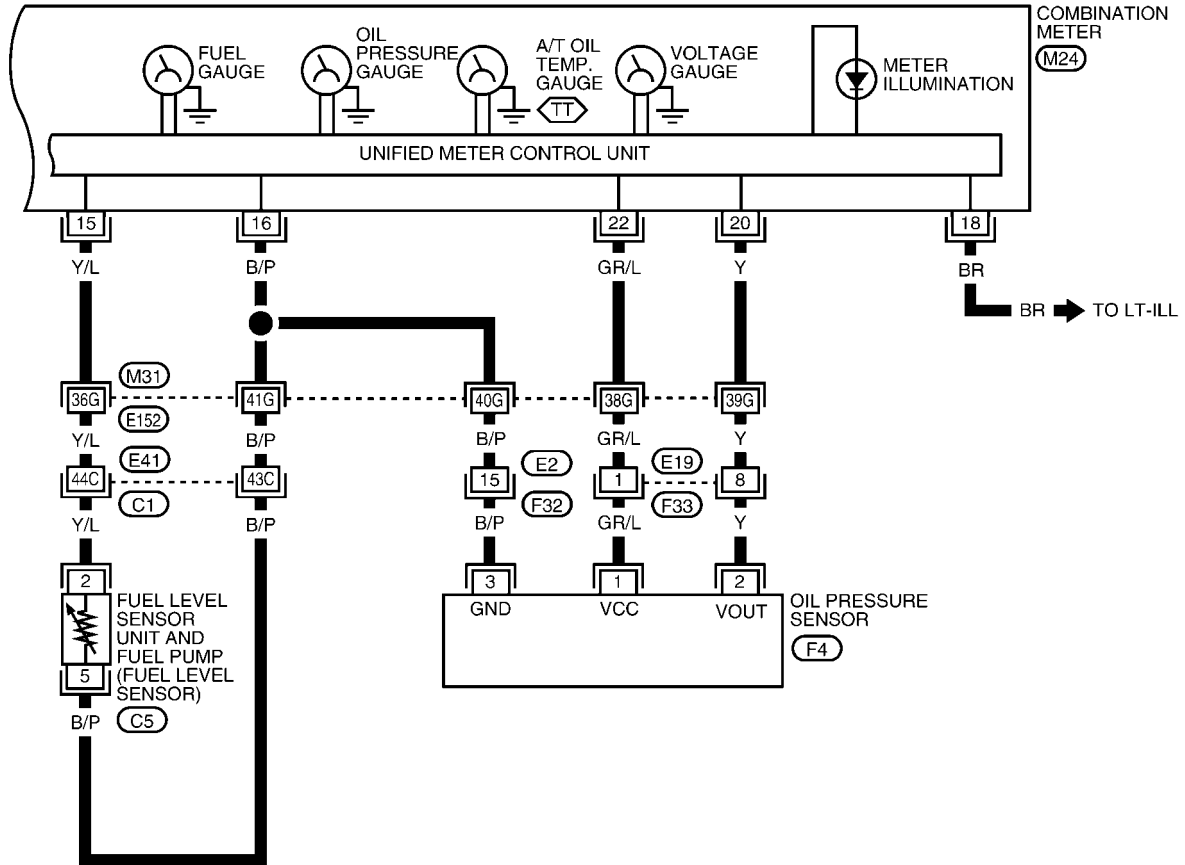 COMBINATION
METER
M24
FUEL
GAUGE
OIL
PRESSURE
GAUGE
A/T OIL
TEMP.
GAUGE
TT
VOLTAGE
GAUGE
METER
ILLUMINATION
UNIFIED METER CONTROL UNIT
15
16
22
20
18
Y/L
B/P
GR/L
Y
BR
BR
TO LT-ILL
M31
36G
41G
40G
38G
39G
E152
Y/L
B/P
B/P
GR/L
Y
E41
E2
E19
44C
43C
15
1
8
C1
F32
F33
Y/L
B/P
B/P
GR/L
Y
2
3
1
2
GND
VCC
VOUT
FUEL LEVEL
SENSOR
UNIT AND
FUEL PUMP
(FUEL LEVEL
SENSOR)
C5
OIL PRESSURE
SENSOR
F4
5
B/P